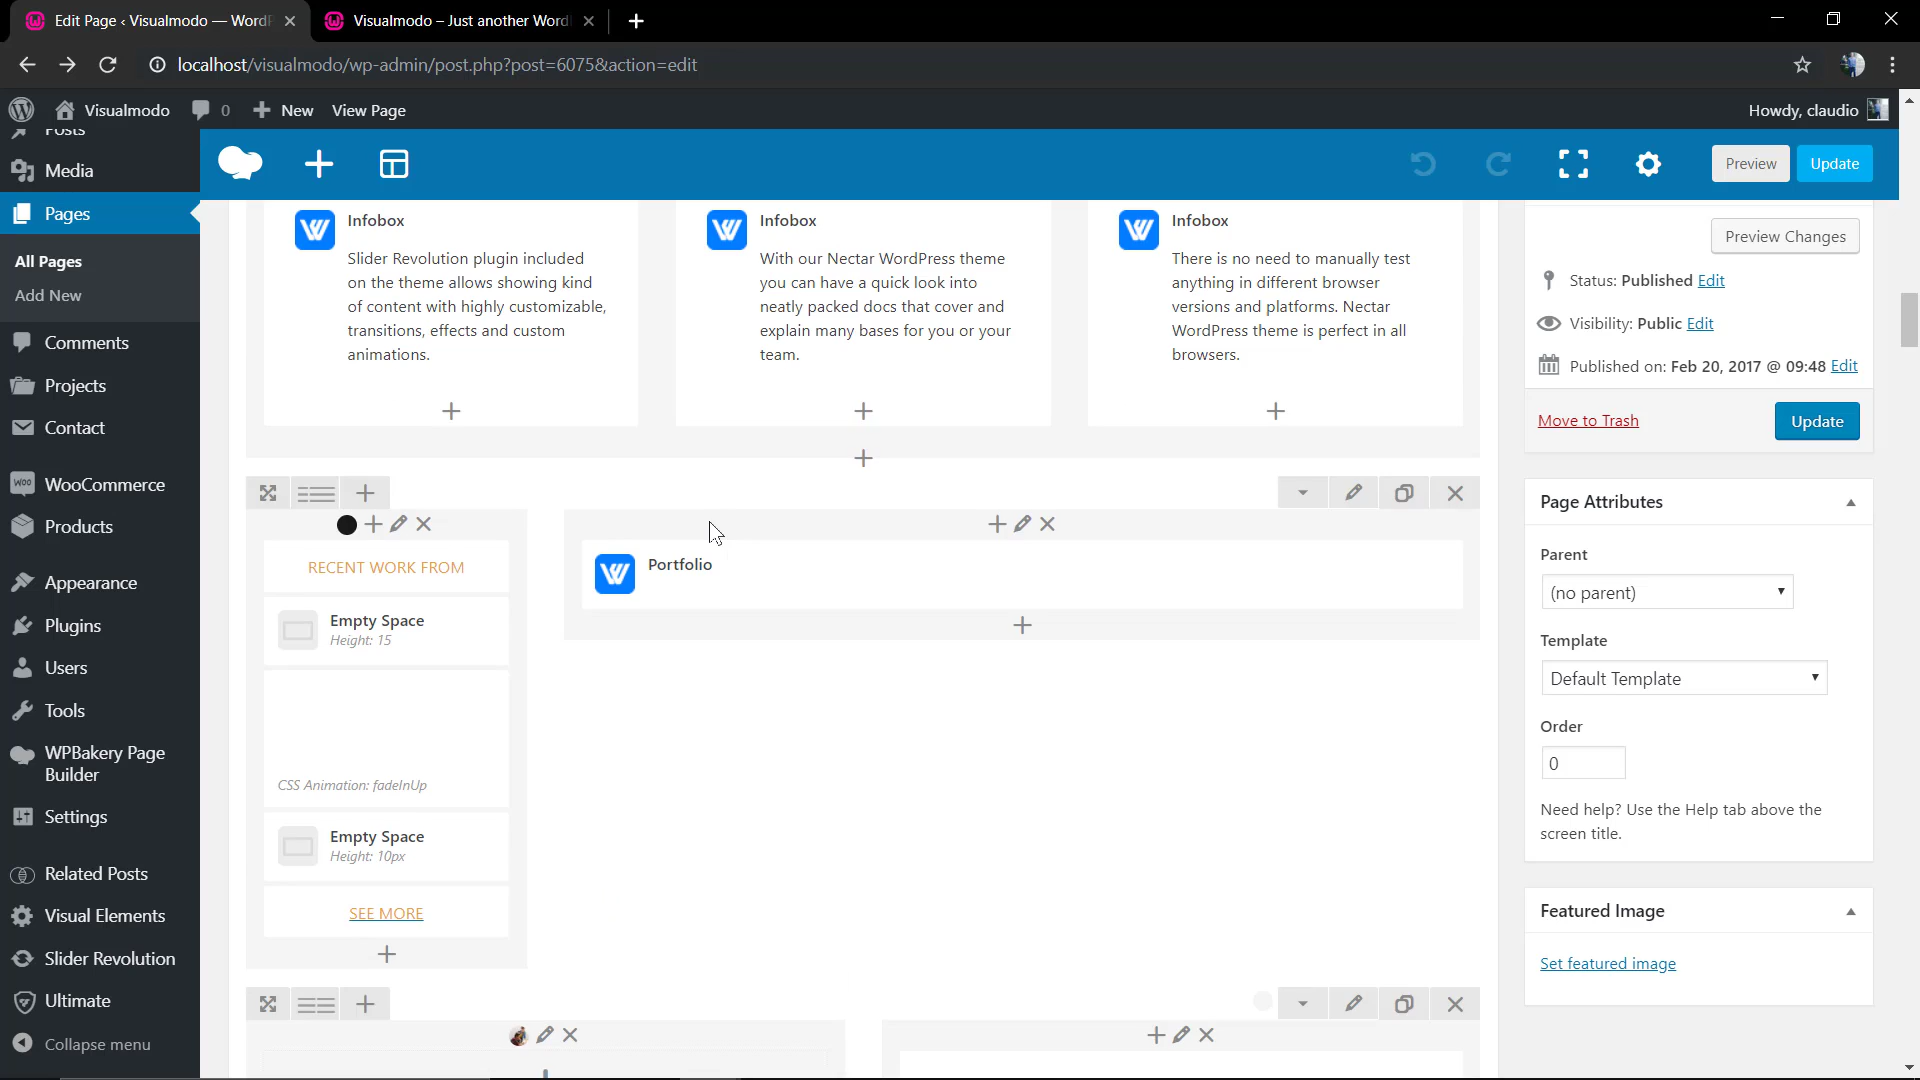 Edit Page ‹ Visualmodo — WordP
Visualmodo – Just another Word
localhost/visualmodo/wp-admin/post.php?post=6075&action=edit
Visualmodo
0
New
View Page
Howdy, claudio
Posts
Media
Pages
All Pages
Add New
Comments
Projects
Contact
WooCommerce
Products
Appearance
Plugins
Users
Tools
WPBakery Page
Builder
Settings
Related Posts
Visual Elements
Slider Revolution
Ultimate
Collapse menu
Preview
Update
Infobox
Slider Revolution plugin included
on the theme allows showing kind
of content with highly customizable,
transitions, effects and custom
animations.
Infobox
With our Nectar WordPress theme
you can have a quick look into
neatly packed docs that cover and
explain many bases for you or your
team.
Infobox
There is no need to manually test
anything in different browser
versions and platforms. Nectar
WordPress theme is perfect in all
browsers.
RECENT WORK FROM
Empty Space
Height: 15
CSS Animation: fadeInUp
Empty Space
Height: 10px
SEE MORE
Portfolio
Preview Changes
Status: Published Edit
Visibility: Public Edit
Published on: Feb 20, 2017 @ 09:48 Edit
Move to Trash
Update
Page Attributes
Parent
(no parent)
Template
Default Template
Order
0
Need help? Use the Help tab above the
screen title.
Featured Image
Set featured image